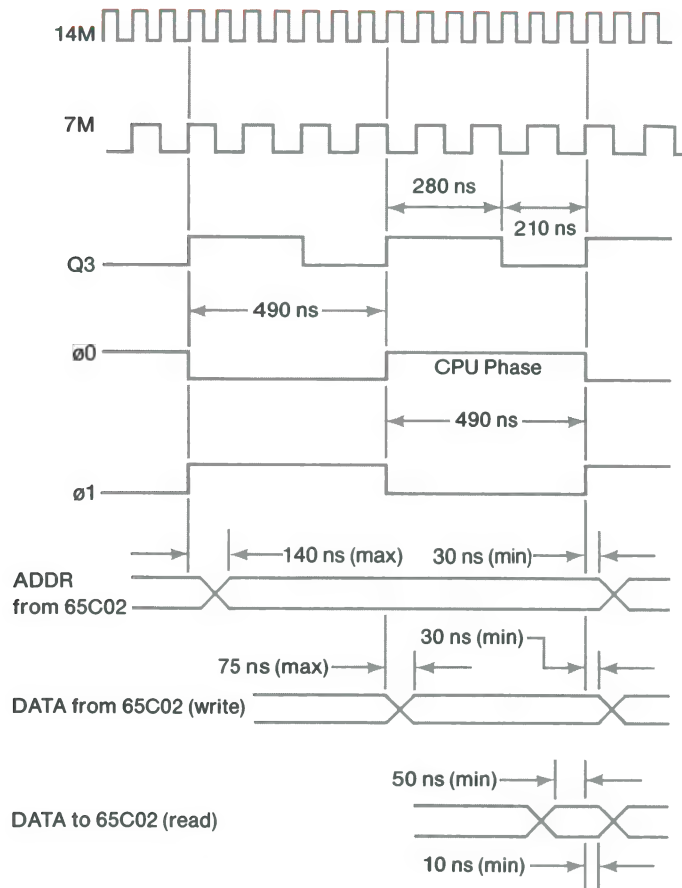 14M
7M
280 ns
210 ns
Q3
490 ns
ø0
CPU Phase
490 ns
ø1
140 ns (max)
30 ns (min)
ADDR
from 65C02
30 ns (min)
75 ns (max)
DATA from 65C02 (write)
50 ns (min)
DATA to 65C02 (read)
10 ns (min)